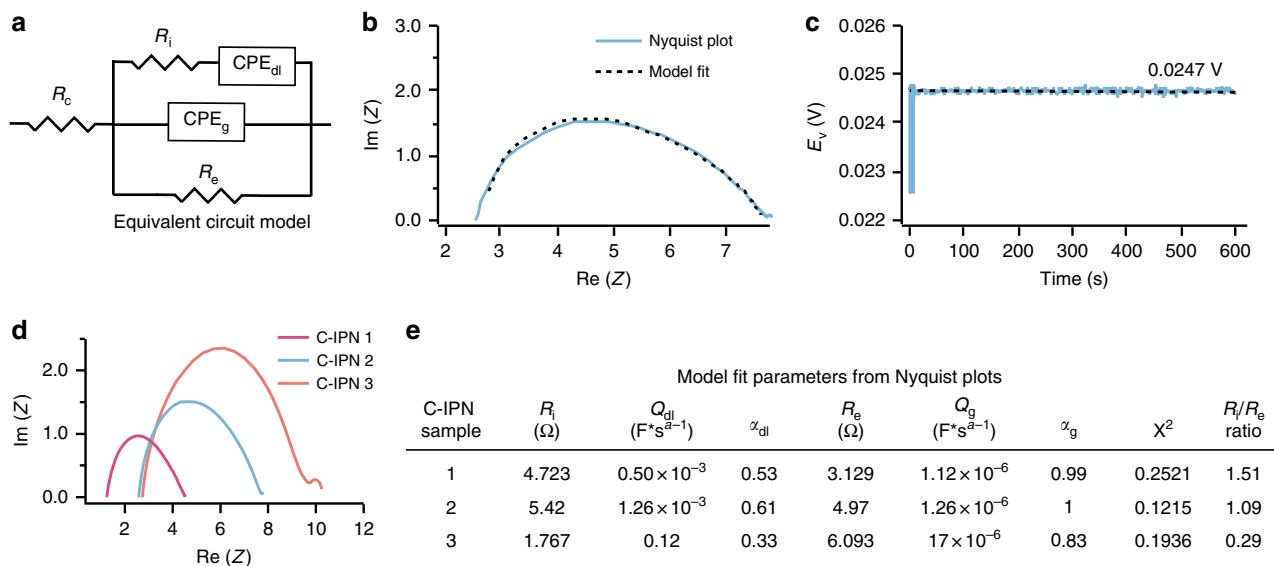 a
R_i
CPE_dl
R_c
CPE_g
R_e
Equivalent circuit model
b
3.0
2.0
1.0
0.0
Im (Z)
Nyquist plot
Model fit
2 3 4 5 6 7
Re (Z)
c
0.026
0.025
0.024
0.023
0.022
E_v (V)
0.0247 V
0 100 200 300 400 500 600
Time (s)
d
2.0
1.0
0.0
Im (Z)
C-IPN 1
C-IPN 2
C-IPN 3
2 4 6 8 10 12
Re (Z)
e
Model fit parameters from Nyquist plots
C-IPN sample R_i (Ω) Q_dl (F*s^a–1) α_dl R_e (Ω) Q_g (F*s^a–1) α_g X² R_i/R_e ratio
1 4.723 0.50 × 10⁻³ 0.53 3.129 1.12 × 10⁻⁶ 0.99 0.2521 1.51
2 5.42 1.26 × 10⁻³ 0.61 4.97 1.26 × 10⁻⁶ 1 0.1215 1.09
3 1.767 0.12 0.33 6.093 17 × 10⁻⁶ 0.83 0.1936 0.29